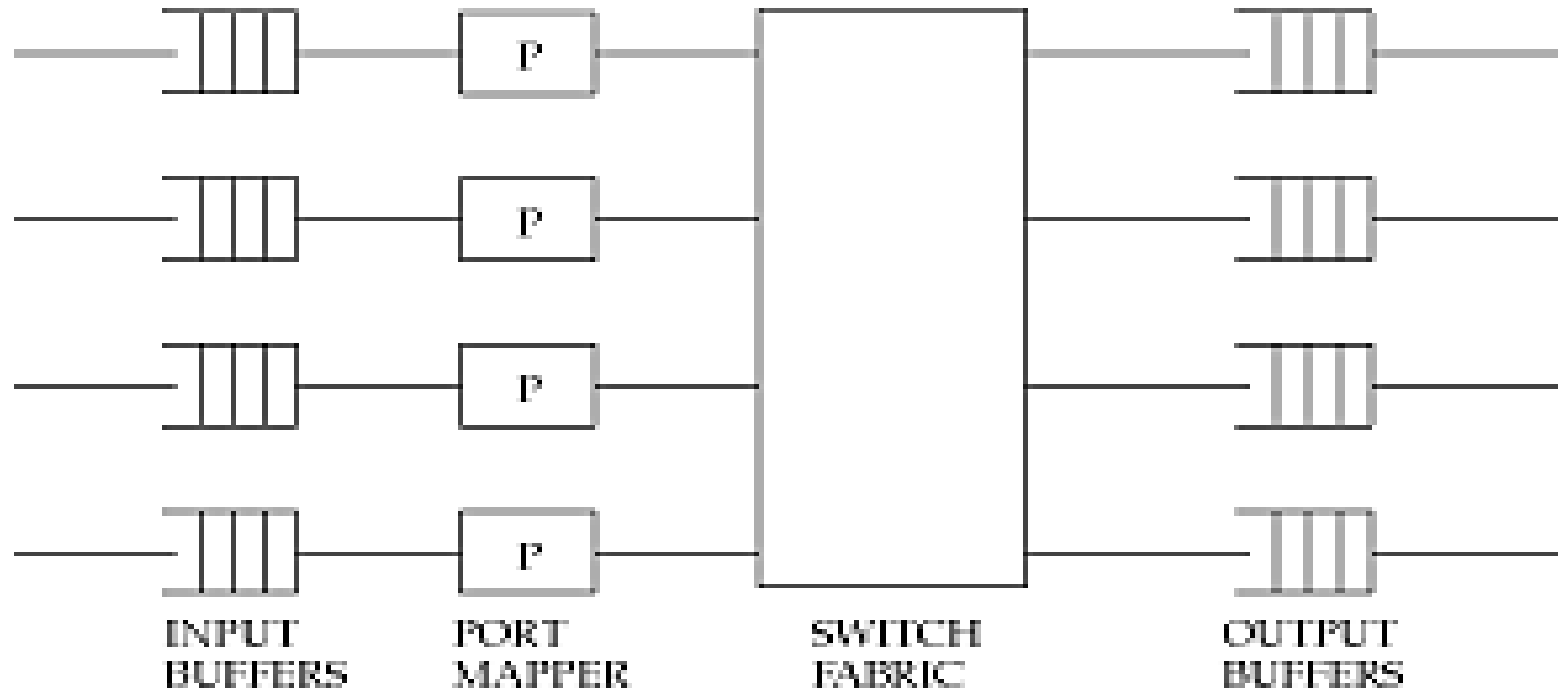 P
P
P
P
INPUT BUFFERS
PORT MAPPER
SWITCH FABRIC
OUTPUT BUFFERS